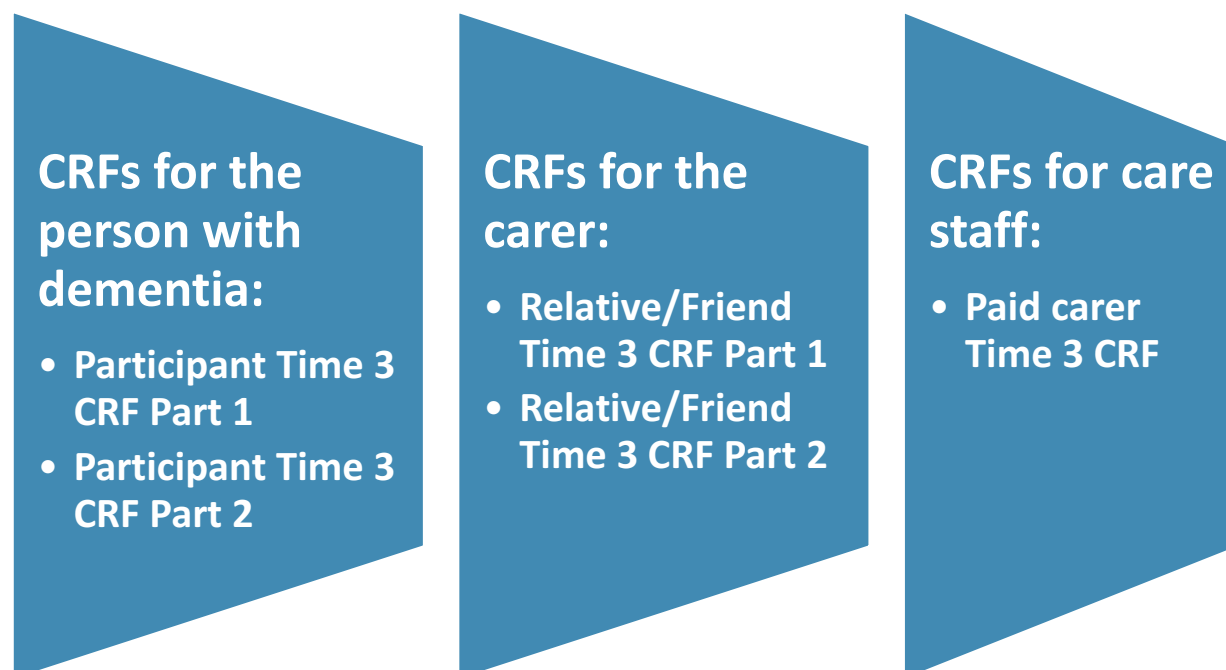 CRFs for the
person with
dementia:
• Participant Time 3
CRF Part 1
• Participant Time 3
CRF Part 2
CRFs for the
carer:
• Relative/Friend
Time 3 CRF Part 1
• Relative/Friend
Time 3 CRF Part 2
CRFs for care
staff:
• Paid carer
Time 3 CRF